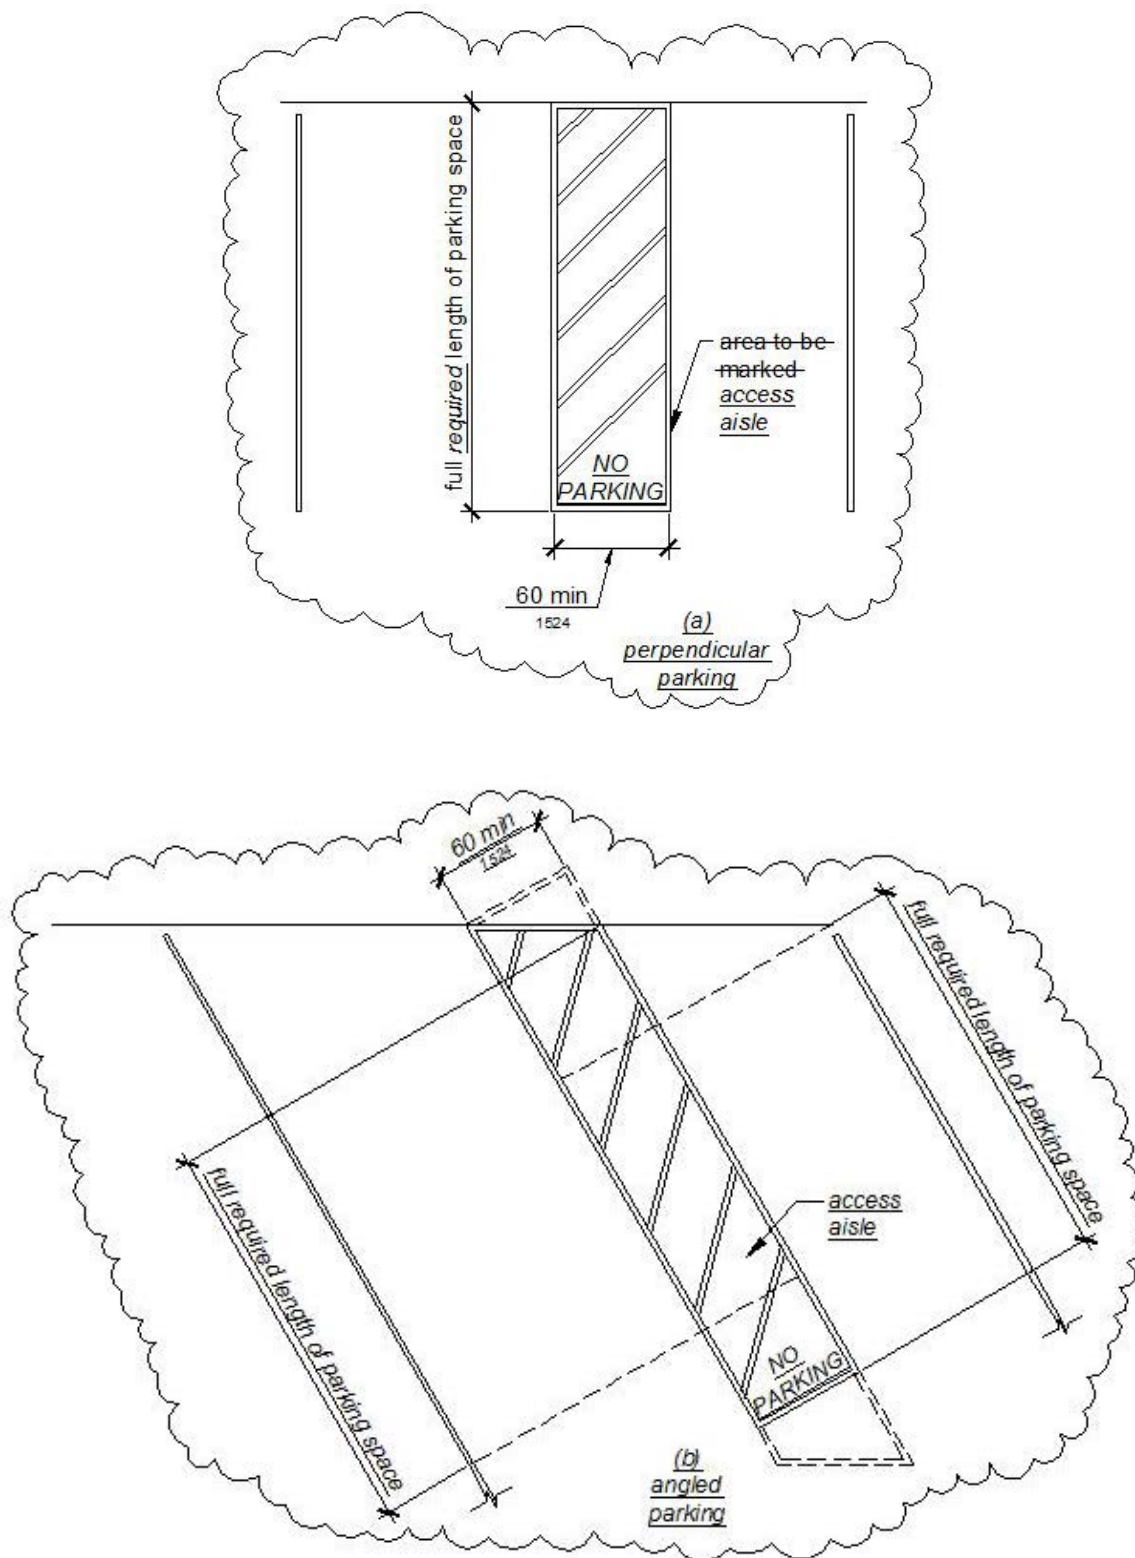 full required length of parking space
area to be
marked
access
aisle
NO
PARKING
60 min
1524
(a)
perpendicular
parking
60 min
1524
full required length of parking space
full required length of parking space
access
aisle
NO
PARKING
(b)
angled
parking